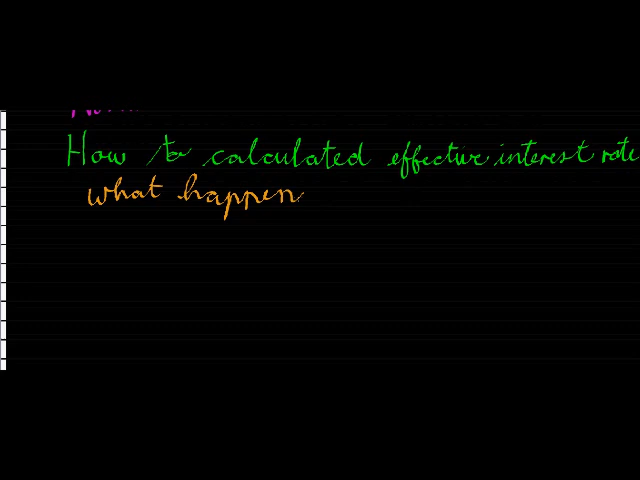 How to calculated effective interest rate
what happen